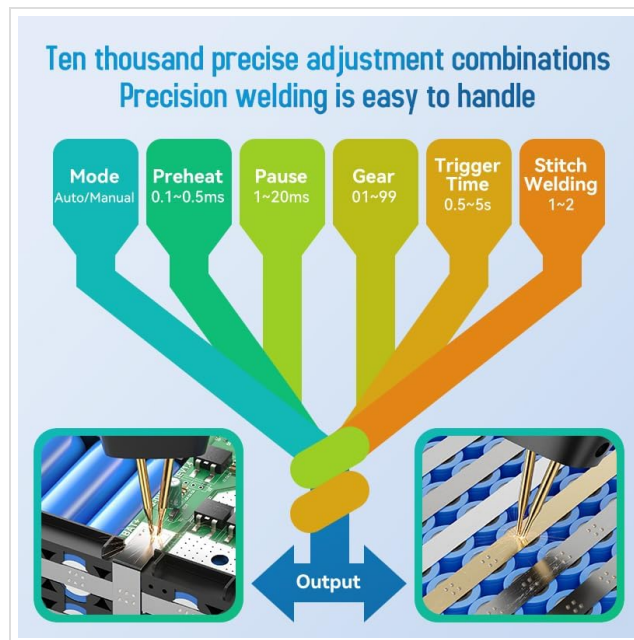 Ten thousand precise adjustment combinations
Precision welding is easy to handle
Mode
Auto/Manual
Preheat
0.1~0.5ms
Pause
1~20ms
Gear
01~99
Trigger
Time
0.5~5s
Stitch
Welding
1~2
BAT+
Output